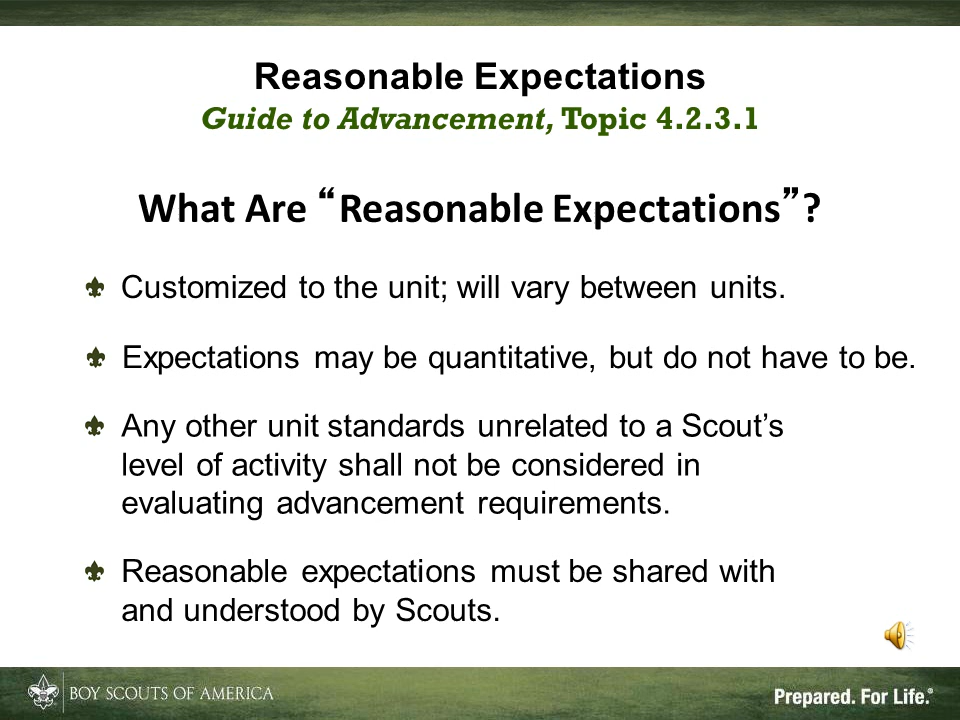 Reasonable Expectations
Guide to Advancement, Topic 4.2.3.1
What Are “Reasonable Expectations”?
Customized to the unit; will vary between units.
Expectations may be quantitative, but do not have to be.
Any other unit standards unrelated to a Scout’s
level of activity shall not be considered in
evaluating advancement requirements.
Reasonable expectations must be shared with
and understood by Scouts.
BOY SCOUTS OF AMERICA
Prepared. For Life.®